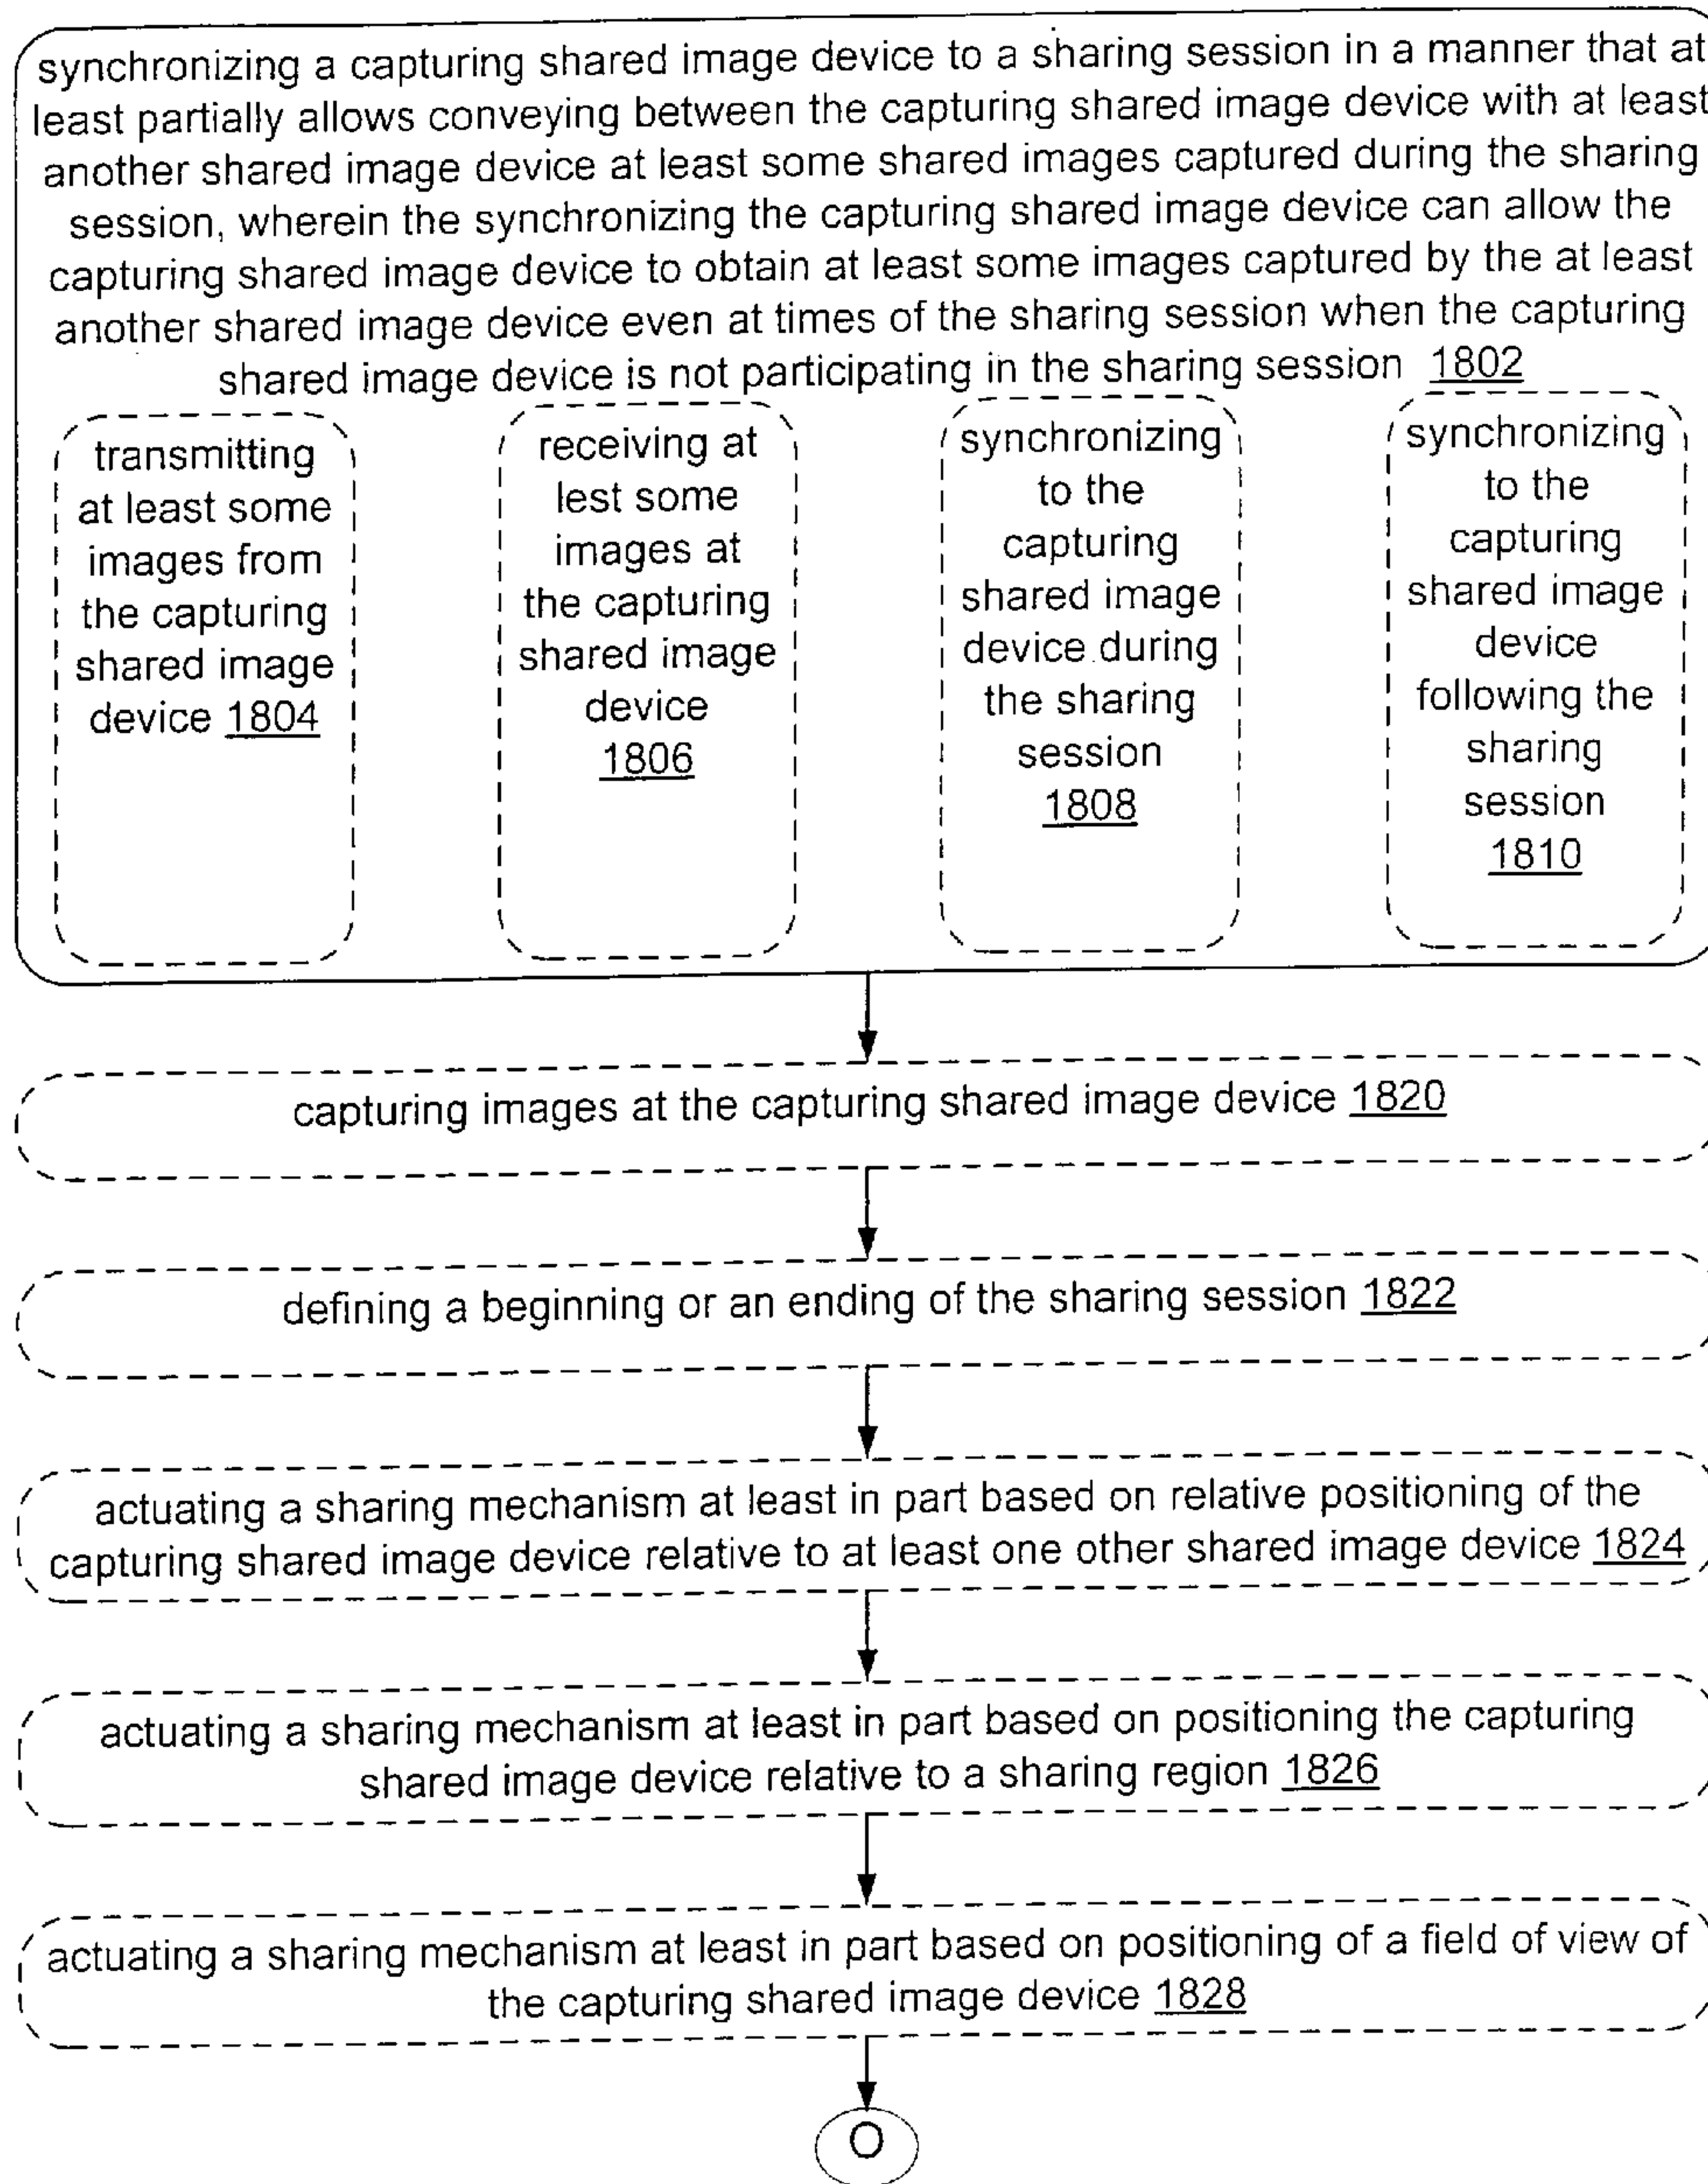 synchronizing a capturing shared image device to a sharing session in a manner that at
least partially allows conveying between the capturing shared image device with at least
another shared image device at least some shared images captured during the sharing
session, wherein the synchronizing the capturing shared image device can allow the
capturing shared image device to obtain at least some images captured by the at least
another shared image device even at times of the sharing session when the capturing
shared image device is not participating in the sharing session 1802
transmitting
at least some
images from
the capturing
shared image
device 1804
receiving at
lest some
images at
the capturing
shared image
device
1806
synchronizing
to the
capturing
shared image
device during
the sharing
session
1808
synchronizing
to the
capturing
shared image
device
following the
sharing
session
1810
capturing images at the capturing shared image device 1820
defining a beginning or an ending of the sharing session 1822
actuating a sharing mechanism at least in part based on relative positioning of the
capturing shared image device relative to at least one other shared image device 1824
actuating a sharing mechanism at least in part based on positioning the capturing
shared image device relative to a sharing region 1826
actuating a sharing mechanism at least in part based on positioning of a field of view of
the capturing shared image device 1828
O